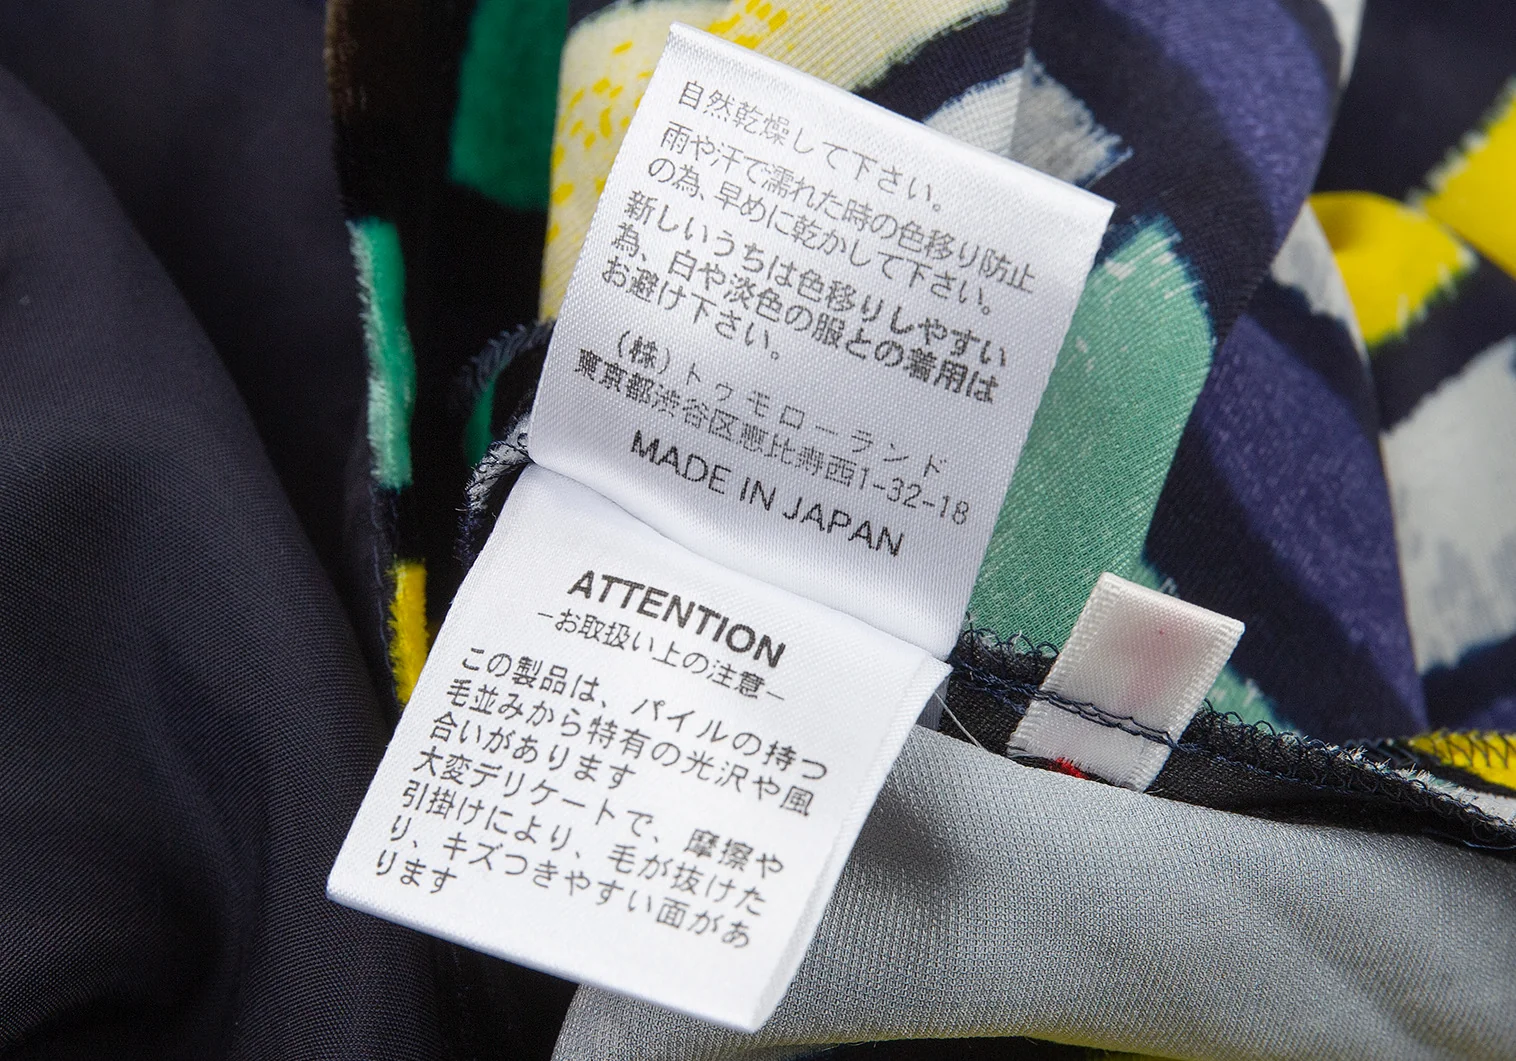 自然乾燥して下さい。
雨や汗で濡れた時の色移り防止
の為、早めに乾かして下さい。
新しいうちは色移りしやすい
為、白や淡色の服との着用は
お避け下さい。
(株)トゥモローランド
東京都渋谷区恵比寿西1-32-18
MADE IN JAPAN
ATTENTION
−お取扱い上の注意−
この製品は、パイルの持つ
毛並みから特有の光沢や風
合いがあります
大変デリケートで、摩擦や
引掛けにより、毛が抜けた
り、キズつきやすい面があ
ります